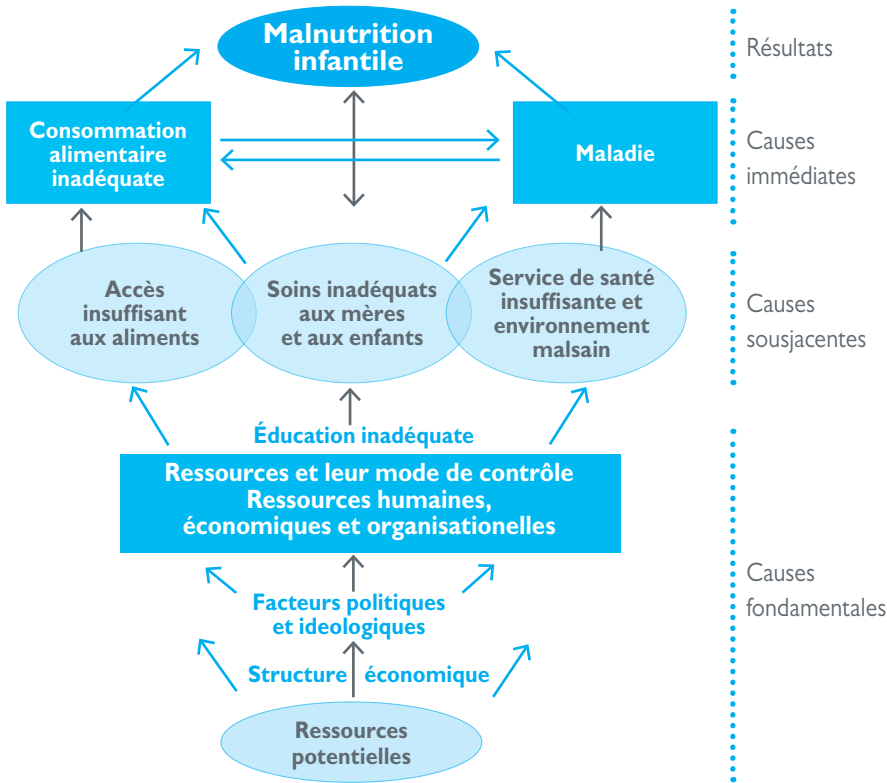 Malnutrition
infantile
Résultats
Consommation
alimentaire
inadéquate
Maladie
Causes
immédiates
Accès
insuffisant
aux aliments
Soins inadéquats
aux mères
et aux enfants
Service de santé
insuffisante et
environnement
malsain
Causes
sousjacentes
Éducation inadéquate
Ressources et leur mode de contrôle
Ressources humaines,
économiques et organisationelles
Causes
fondamentales
Facteurs politiques
et ideologiques
Structure économique
Ressources
potentielles